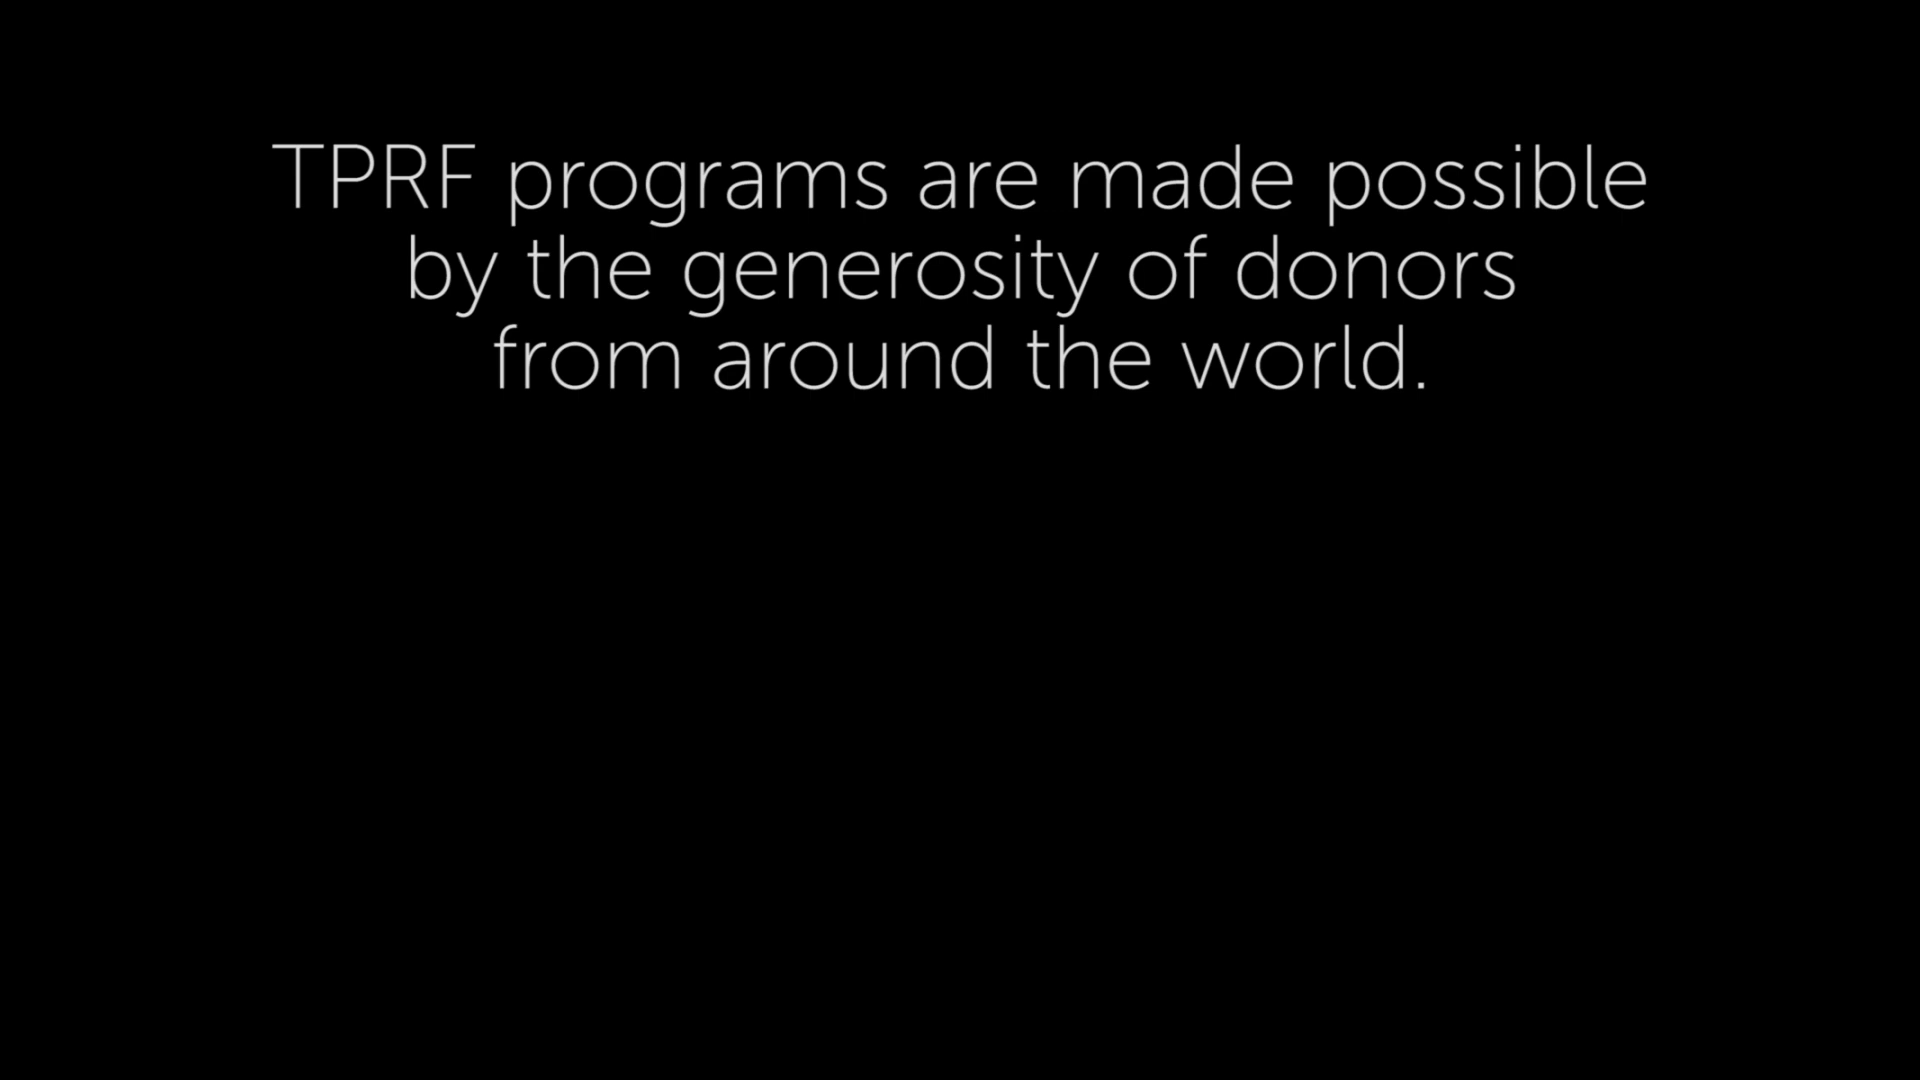 TPRF programs are made possible
by the generosity of donors
from around the world.